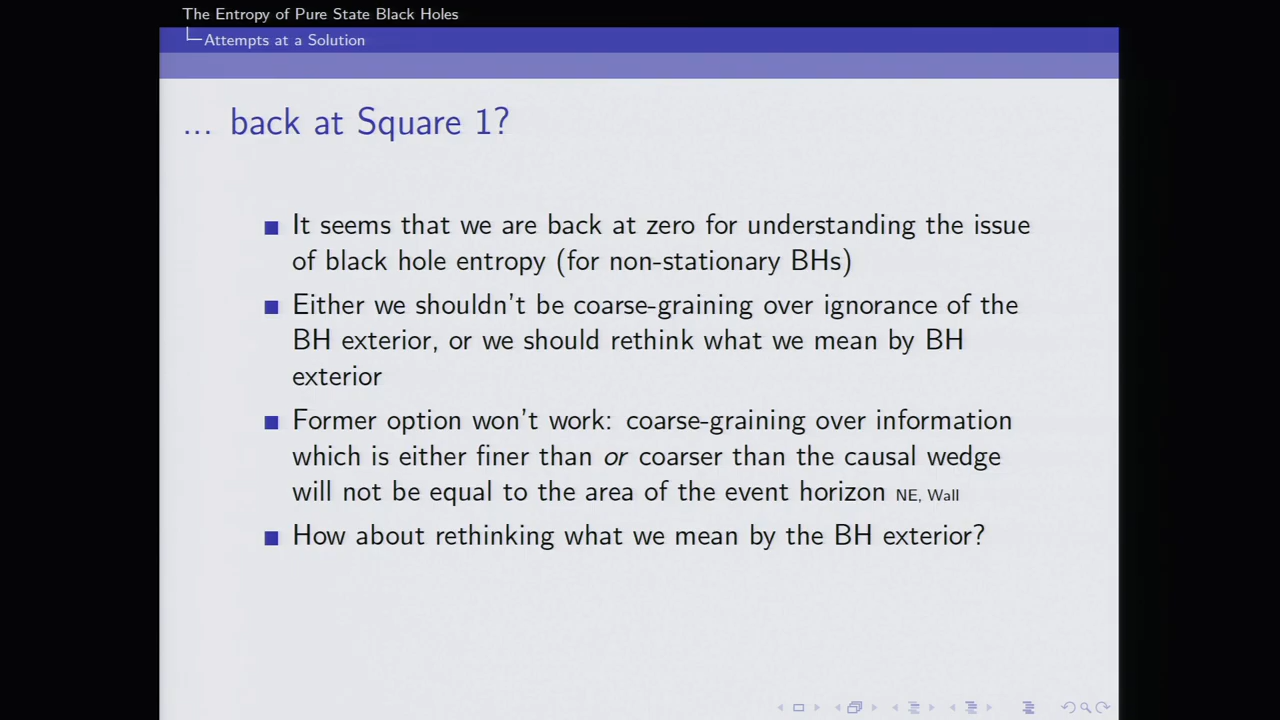 The Entropy of Pure State Black Holes
Attempts at a Solution
... back at Square 1?
It seems that we are back at zero for understanding the issue
of black hole entropy (for non-stationary BHs)
Either we shouldn't be coarse-graining over ignorance of the
BH exterior, or we should rethink what we mean by BH
exterior
Former option won't work: coarse-graining over information
which is either finer than or coarser than the causal wedge
will not be equal to the area of the event horizon NE, Wall
How about rethinking what we mean by the BH exterior?